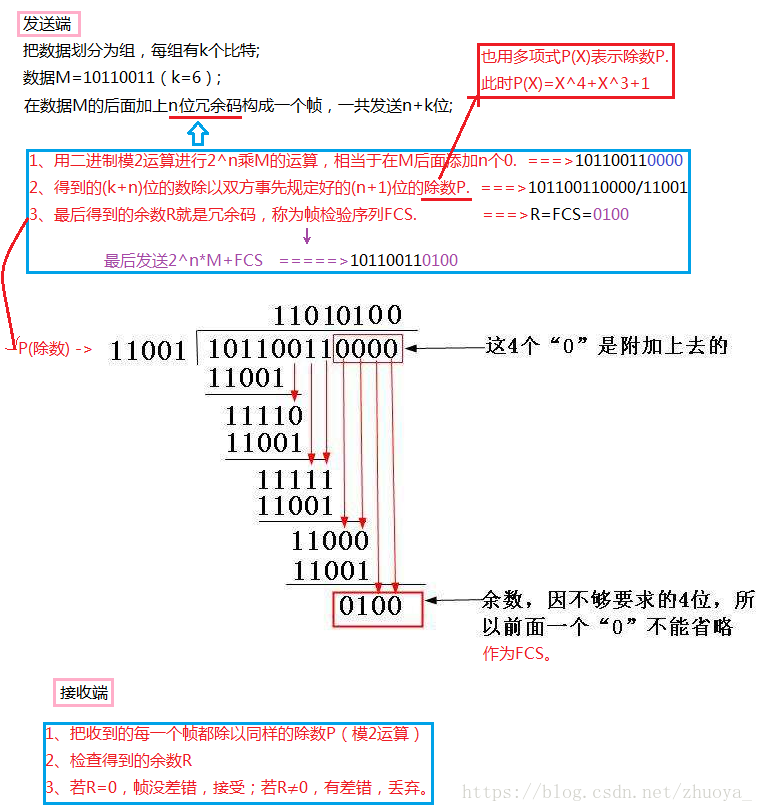 发送端
把数据划分为组，每组有k个比特;
数据M=10110011（k=6）;
在数据M的后面加上n位冗余码构成一个帧，一共发送n+k位;
也用多项式P(X)表示除数P.
此时P(X)=X^4+X^3+1
1、用二进制模2运算进行2^n乘M的运算，相当于在M后面添加n个0. ===>101100110000
2、得到的(k+n)位的数除以双方事先规定好的(n+1)位的除数P. ===>101100110000/11001
3、最后得到的余数R就是冗余码，称为帧检验序列FCS. ===>R=FCS=0100
最后发送2^n*M+FCS =====>101100110100
11010100
P(除数) -> 11001 101100110000 这4个“0”是附加上去的
11001
11110
11001
11111
11001
11000
11001
0100 余数，因不够要求的4位，所
以前面一个“0”不能省略
作为FCS。
接收端
1、把收到的每一个帧都除以同样的除数P（模2运算）
2、检查得到的余数R
3、若R=0，帧没差错，接受；若R≠0，有差错，丢弃。
https://blog.csdn.net/zhuoya_